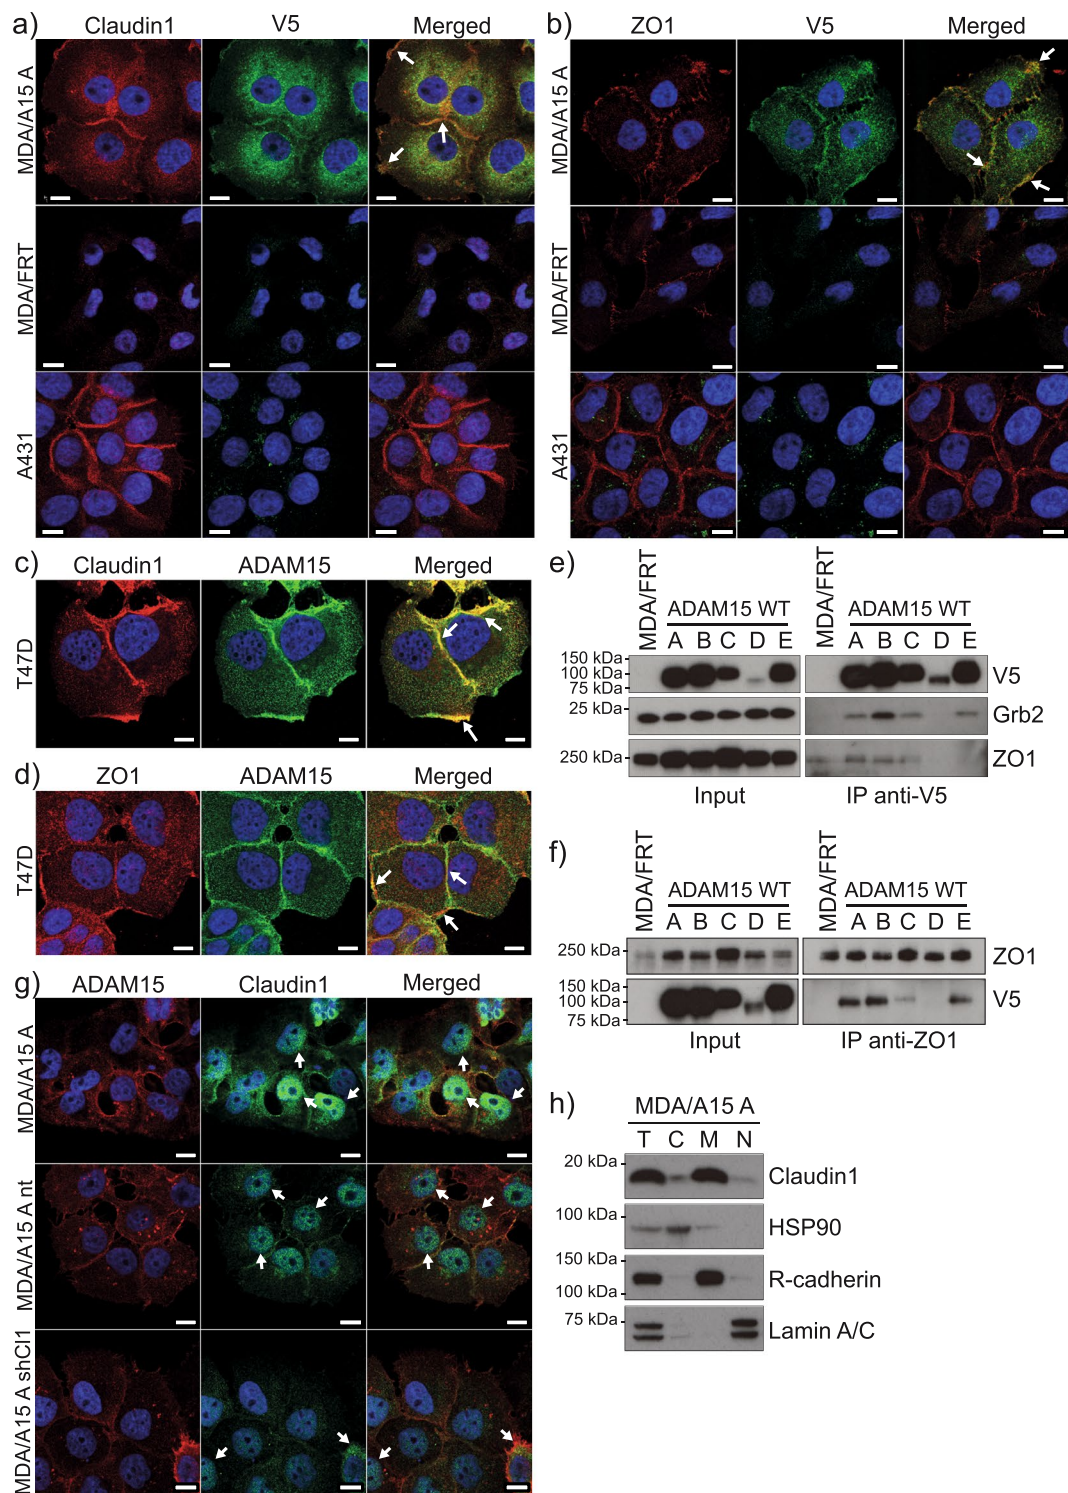 a)
Claudin1 V5 Merged
MDA/A15 A
MDA/FRT
A431
b)
ZO1 V5 Merged
MDA/A15 A
MDA/FRT
A431
c)
Claudin1 ADAM15 Merged
T47D
d)
ZO1 ADAM15 Merged
T47D
e)
MDA/FRT
ADAM15 WT
A B C D E
MDA/FRT
ADAM15 WT
A B C D E
150 kDa
100 kDa
75 kDa
V5
25 kDa
Grb2
250 kDa
ZO1
Input IP anti-V5
f)
MDA/FRT
ADAM15 WT
A B C D E
MDA/FRT
ADAM15 WT
A B C D E
250 kDa
ZO1
150 kDa
100 kDa
75 kDa
V5
Input IP anti-ZO1
g)
ADAM15 Claudin1 Merged
MDA/A15 A
MDA/A15 A nt
MDA/A15 A shCl1
h)
MDA/A15 A
T C M N
20 kDa
Claudin1
100 kDa
HSP90
150 kDa
100 kDa
R-cadherin
75 kDa
Lamin A/C